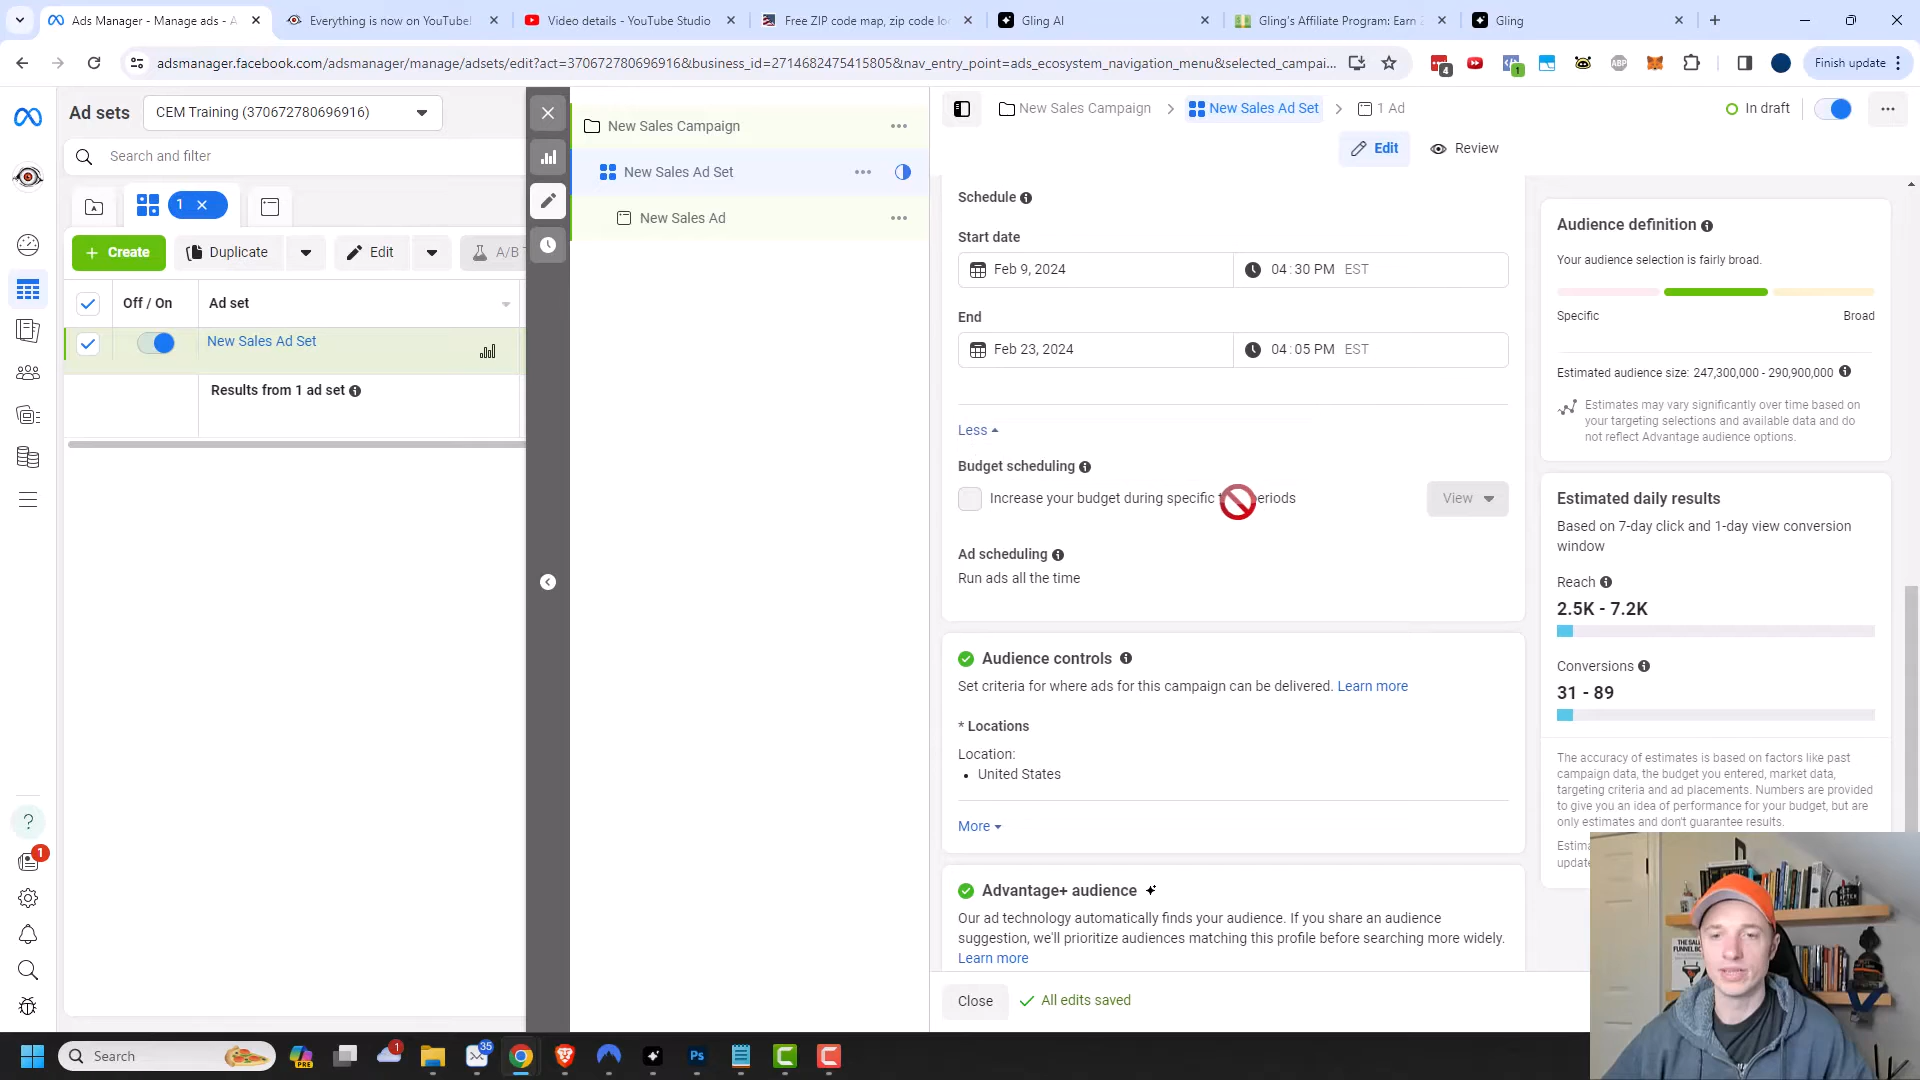 Ads Manager - Manage ads - A
Everything is now on YouTube!
Video details - YouTube Studio
Free ZIP code map, zip code lo
Gling AI
Gling's Affiliate Program: Earn
Gling
adsmanager.facebook.com/adsmanager/manage/adsets/edit?act=370672780696916&business_id=2714682475415805&nav_entry_point=ads_ecosystem_navigation_menu&selected_campai...
4
1
ABP
Finish update
Ad sets
CEM Training (370672780696916)
Search and filter
1
Create
Duplicate
Edit
A/B T
Off / On
Ad set
New Sales Ad Set
Results from 1 ad set
1
New Sales Campaign
New Sales Ad Set
New Sales Ad
New Sales Campaign
New Sales Ad Set
1 Ad
In draft
Edit
Review
Schedule
Start date
Feb 9, 2024
04:30 PM EST
End
Feb 23, 2024
04:05 PM EST
Less
Budget scheduling
Increase your budget during specific
View
Ad scheduling
Run ads all the time
Audience controls
Set criteria for where ads for this campaign can be delivered. Learn more
* Locations
Location:
• United States
More
Advantage+ audience
Our ad technology automatically finds your audience. If you share an audience
suggestion, we'll prioritize audiences matching this profile before searching more widely.
Learn more
Close
All edits saved
Audience definition
Your audience selection is fairly broad.
Specific
Broad
Estimated audience size: 247,300,000 - 290,900,000
Estimates may vary significantly over time based on
your targeting selections and available data and do
not reflect Advantage audience options.
Estimated daily results
Based on 7-day click and 1-day view conversion
window
Reach
2.5K - 7.2K
Conversions
31 - 89
The accuracy of estimates is based on factors like past
campaign data, the budget you entered, market data,
targeting criteria and ad placements. Numbers are provided
to give you an idea of performance for your budget, but are
only estimates and don't guarantee results.
Estima
update
Search
PRE
1
35
Ps